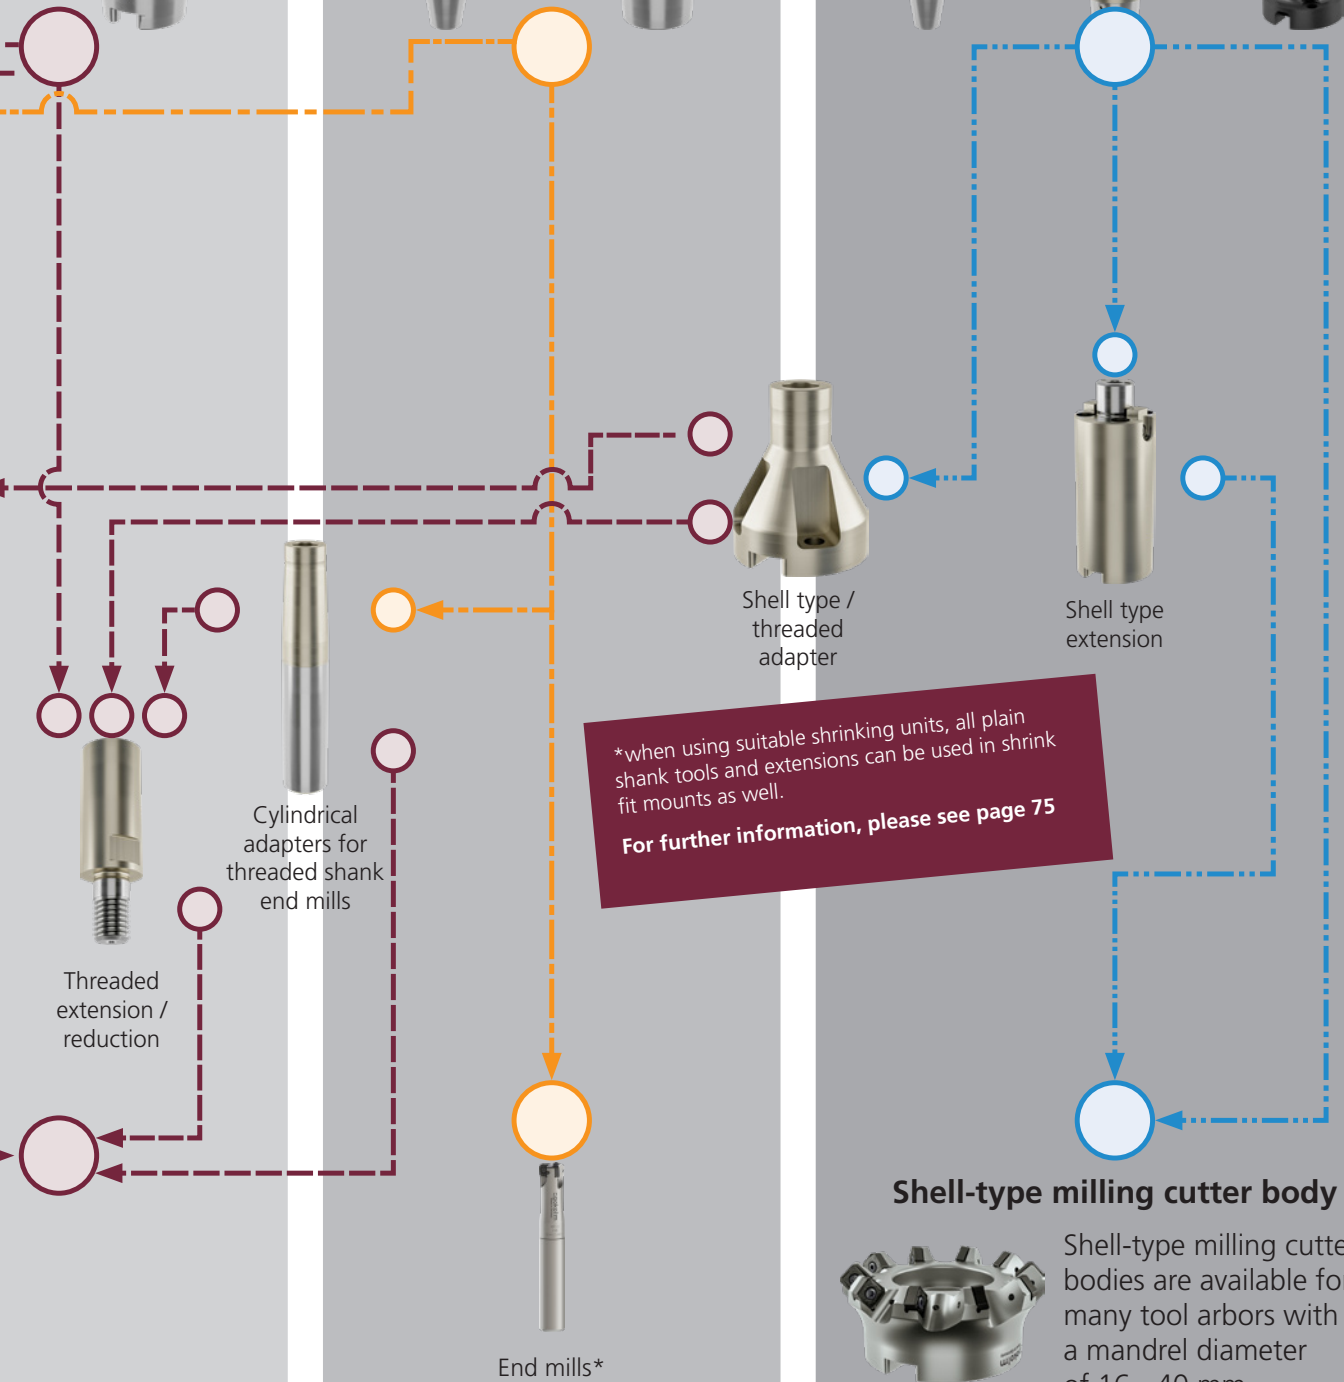 Shell type /
threaded
adapter
Shell type
extension
*when using suitable shrinking units, all plain
shank tools and extensions can be used in shrink
fit mounts as well.
For further information, please see page 75
Cylindrical
adapters for
threaded shank
end mills
Threaded
extension /
reduction
End mills*
Shell-type milling cutter body
Shell-type milling cutte
bodies are available for
many tool arbors with
a mandrel diameter